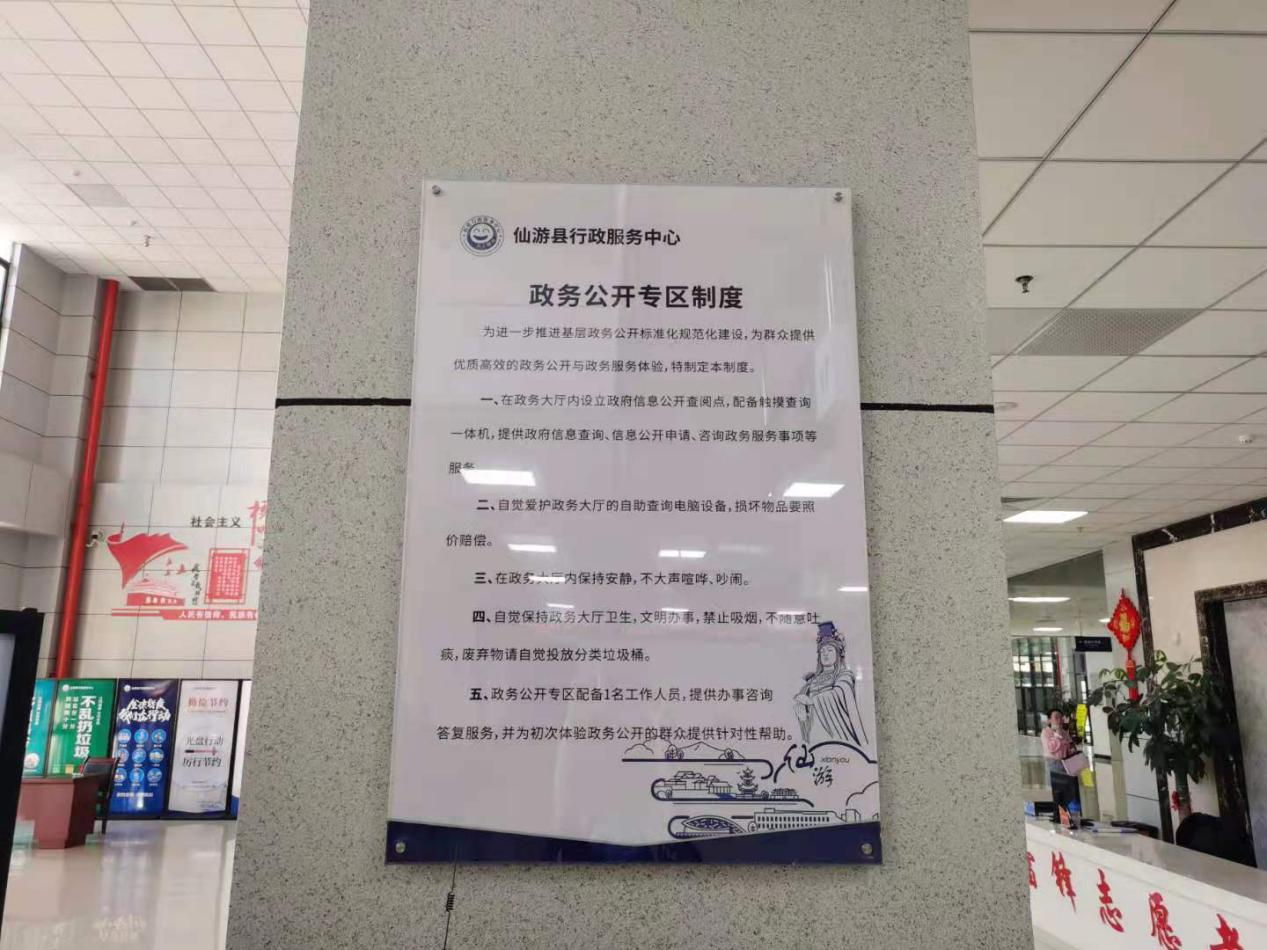 仙游县行政服务中心
政务公开专区制度
为进一步推进基层政务公开标准化规范化建设，为群众提供
优质高效的政务公开与政务服务体验，特制定本制度。
一、在政务大厅内设立政府信息公开查阅点，配备触摸查询
一体机，提供政府信息查询、信息公开申请、咨询政务服务事项等
服务
二、自觉爱护政务大厅的自助查询电脑设备，损坏物品要照
价赔偿。
三、在政务大厅内保持安静，不大声喧哗、吵闹。
四、自觉保持政务大厅卫生，文明办事，禁止吸烟，不随意吐
痰，废弃物请自觉投放分类垃圾桶。
五、政务公开专区配备1名工作人员，提供办事咨询
答复服务，并为初次体验政务公开的群众提供针对性帮助。
仙游
xianyou
社会主义
人民有信仰，民族有
不乱扔垃圾
光盘行动
厉行节约
锋志愿者